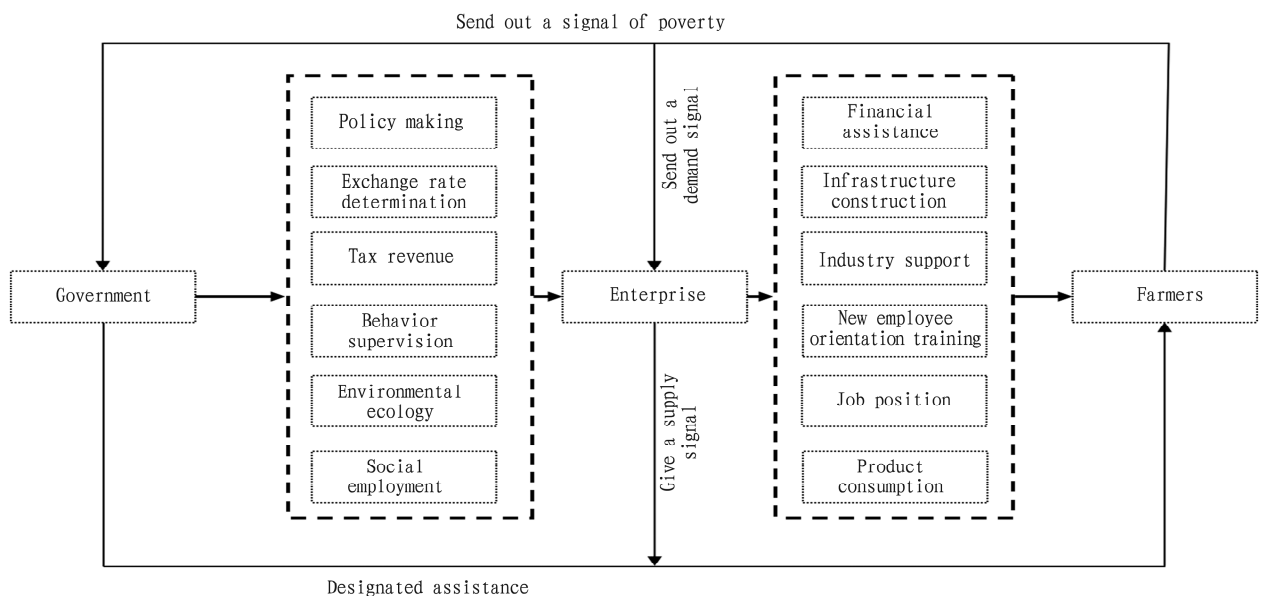 Send out a signal of poverty
Government
Policy making
Exchange rate
determination
Tax revenue
Behavior
supervision
Environmental
ecology
Social
employment
Send out a
demand signal
Enterprise
Give a supply
signal
Financial
assistance
Infrastructure
construction
Industry support
New employee
orientation training
Job position
Product
consumption
Farmers
Designated assistance